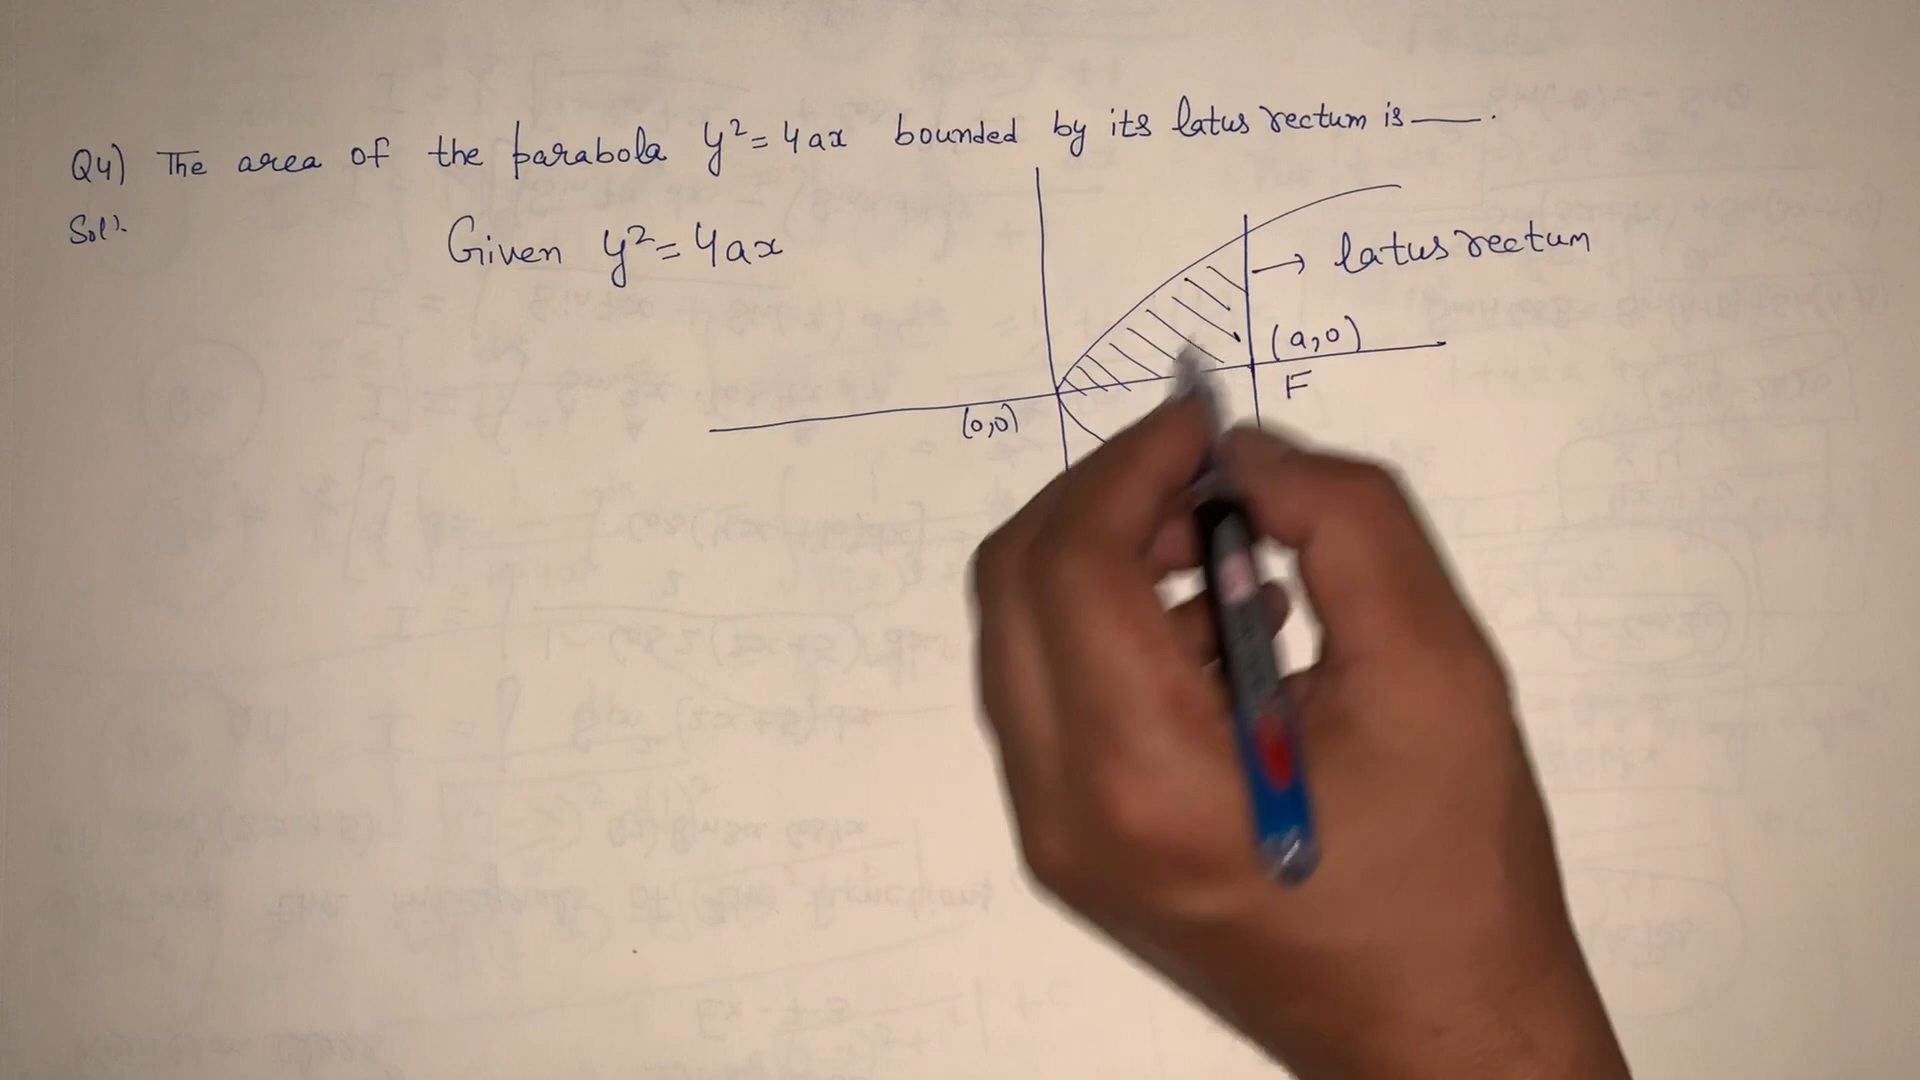 Q4) The area of the parabola y²=4ax bounded by its latus rectum is ___.
Sol:
Given y²=4ax
→ latus rectum
(a,0)
F
(0,0)